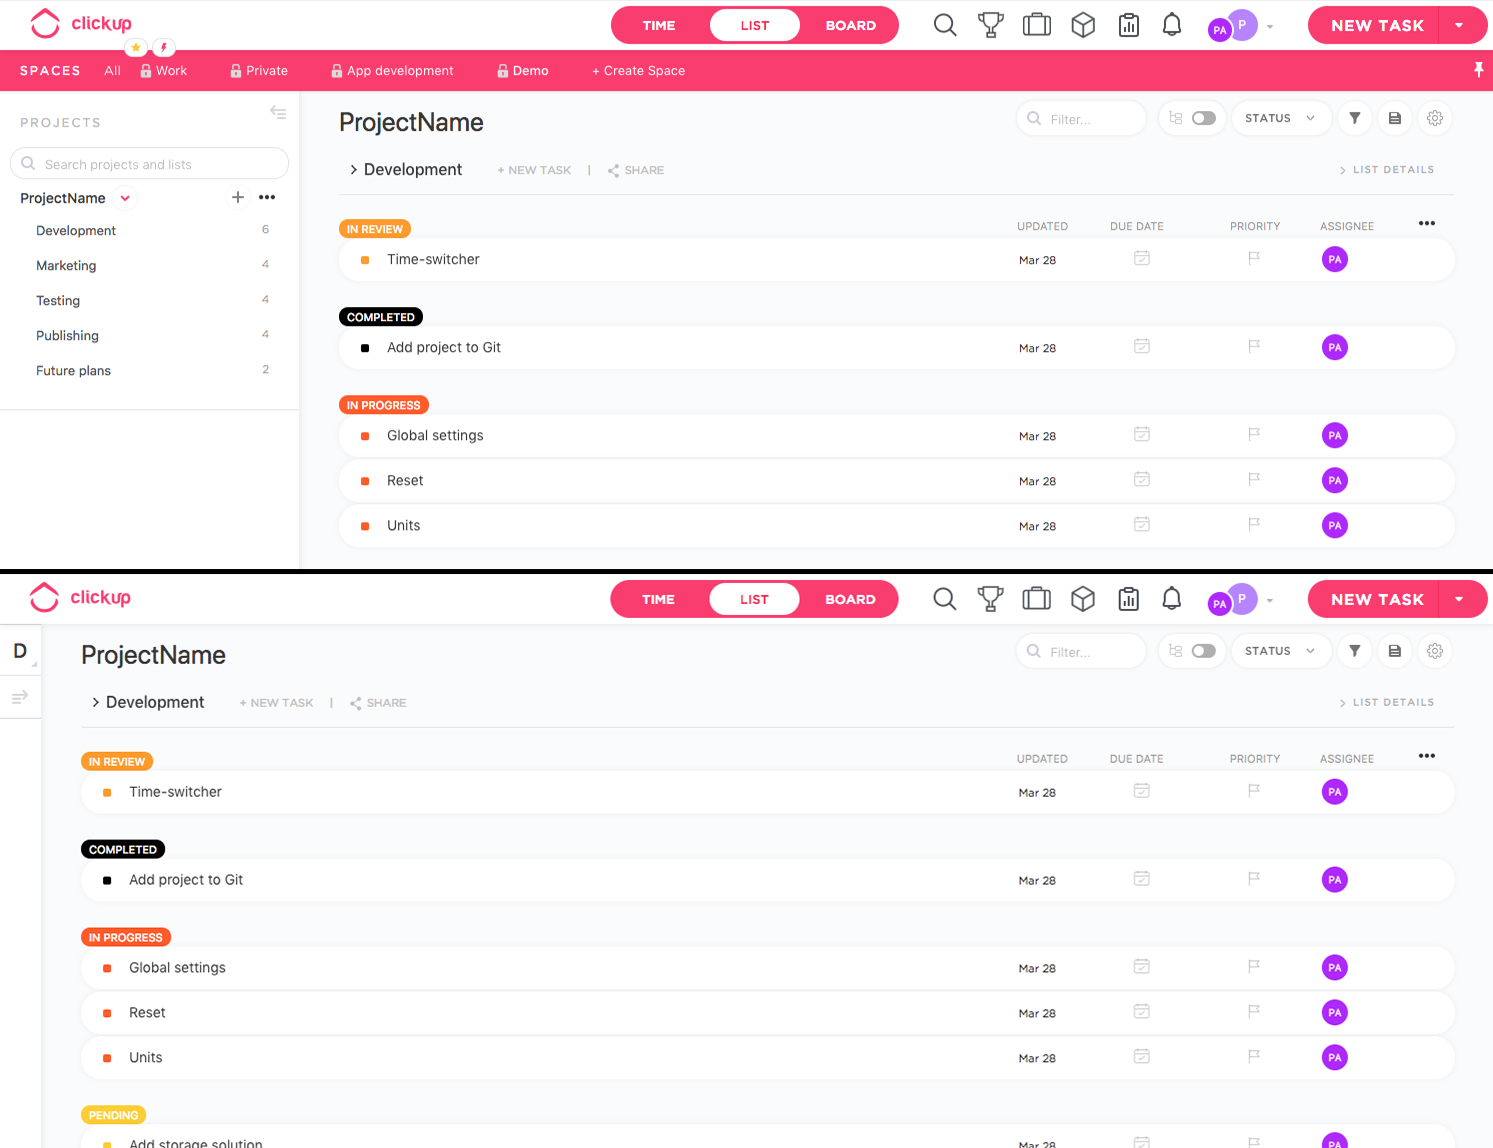 clickup
TIME LIST BOARD
PA P
NEW TASK
SPACES All Work Private App development Demo + Create Space
PROJECTS
Search projects and lists
ProjectName
Development 6
Marketing 4
Testing 4
Publishing 4
Future plans 2
ProjectName
Filter...
STATUS
Development + NEW TASK | SHARE
LIST DETAILS
IN REVIEW UPDATED DUE DATE PRIORITY ASSIGNEE
Time-switcher Mar 28 PA
COMPLETED
Add project to Git Mar 28 PA
IN PROGRESS
Global settings Mar 28 PA
Reset Mar 28 PA
Units Mar 28 PA
clickup
TIME LIST BOARD
PA P
NEW TASK
D
ProjectName
Filter...
STATUS
Development + NEW TASK | SHARE
LIST DETAILS
IN REVIEW UPDATED DUE DATE PRIORITY ASSIGNEE
Time-switcher Mar 28 PA
COMPLETED
Add project to Git Mar 28 PA
IN PROGRESS
Global settings Mar 28 PA
Reset Mar 28 PA
Units Mar 28 PA
PENDING
Add storage solution Mar 28 PA